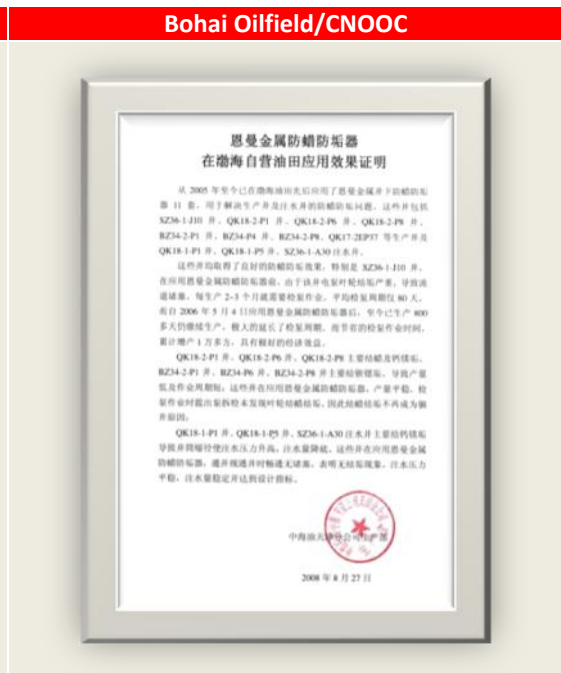 Bohai Oilfield/CNOOC
恩曼金属防蜡防垢器
在渤海自营油田应用效果证明
从 2005 年至今已在渤海油田先后应用了恩曼金属井下防蜡防垢
器 11 套，用于解决生产井及注水井的防蜡防垢问题，这些井包括
SZ36-1-J10 井、QK18-2-P1 井、QK18-2-P6 井、QK18-2-P8 井、
BZ34-2-P1 井、BZ34-P4 井、BZ34-2-P8、QK17-2EP37 等生产井及
QK18-1-P1 井、QK18-1-P5 井、SZ36-1-A30 注水井。
这些井均取得了良好的防蜡防垢效果，特别是 SZ36-1-J10 井，
在应用恩曼金属防蜡防垢器前，由于该井电泵叶轮结垢严重，导致流
道堵塞，每生产 2-3 个月就需要检泵作业，平均检泵周期仅 80 天，
而自 2006 年 5 月 4 日应用恩曼金属防蜡防垢器后，至今已生产 800
多天仍继续生产，极大的延长了检泵周期，而节省的检泵作业时间，
累计增产 1 万多方，具有很好的经济效益。
QK18-2-P1 井、QK18-2-P6 井、QK18-2-P8 主要结蜡及钙镁垢，
BZ34-2-P1 井、BZ34-P6 井、BZ34-2-P8 井主要结钡锶垢，导致产量
低及作业周期短；这些井在应用恩曼金属防蜡防垢器，产量平稳，检
泵作业时提出泵拆检未发现叶轮结蜡结垢，因此结蜡结垢不再成为躺
井原因；
QK18-1-P1 井、QK18-1-P5 井、SZ36-1-A30 注水井主要结钙镁垢
导致井筒缩径使注水压力升高，注水量降低，这些井在应用恩曼金属
防蜡防垢器，通井规通井时畅通无堵塞，表明无结垢现象，注水压力
平稳，注水量稳定并达到设计指标。
中海油天津分公司生产部
2008 年 8 月 27 日